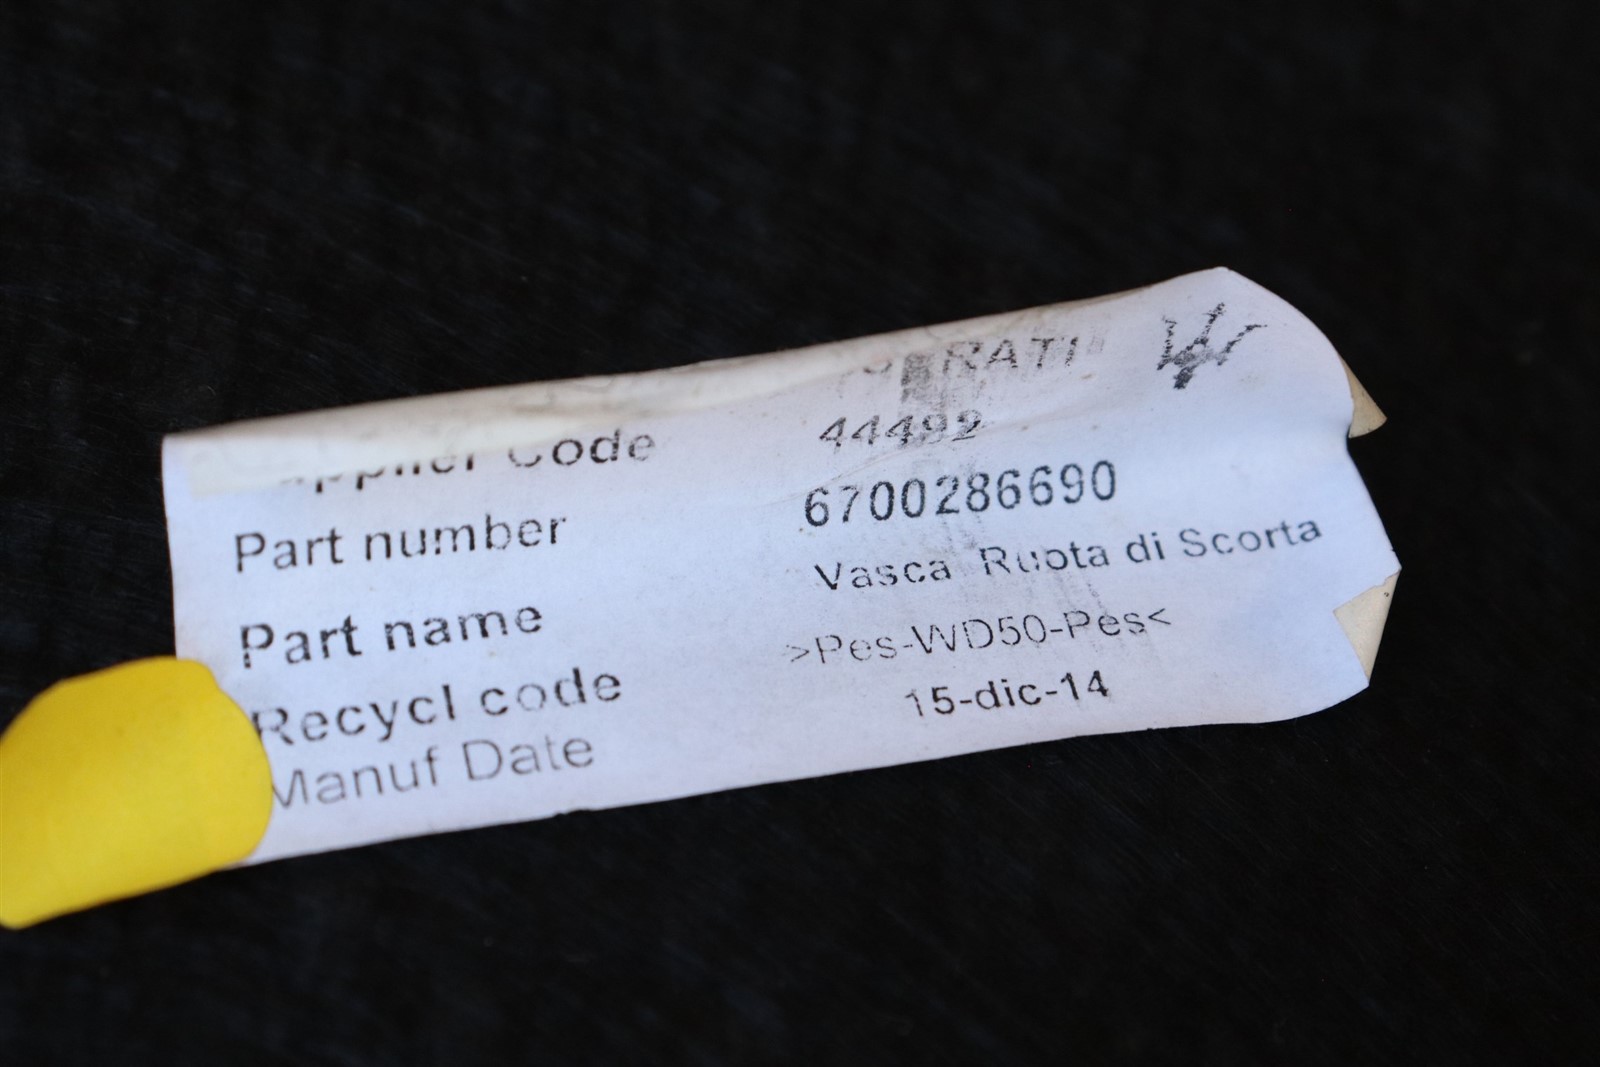 Code 44492
Part number 6700286690
Part name Vasca Ruota di Scorta
Recycl code >Pes-WD50-Pes<
Manuf Date 15-dic-14